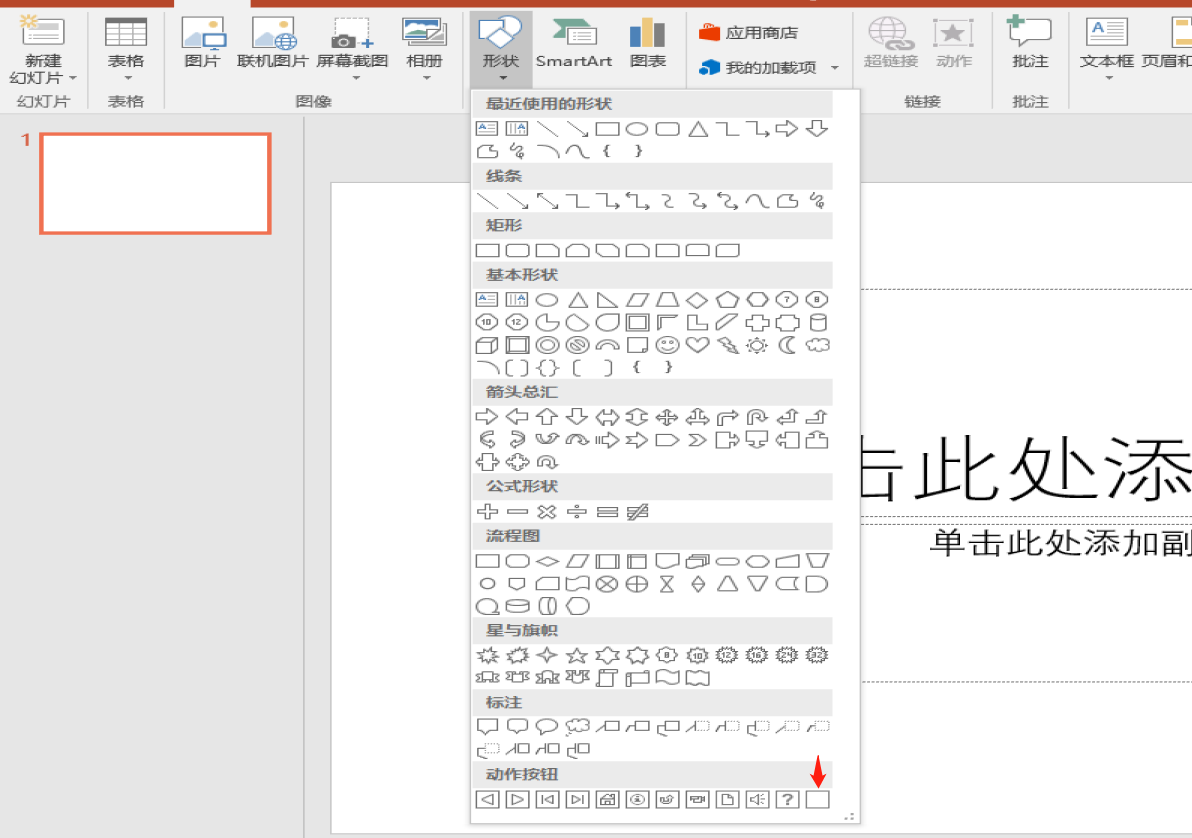 新建
幻灯片
表格
图片
联机图片
屏幕截图
相册
形状
SmartArt
图表
应用商店
我的加载项
超链接
动作
批注
文本框
幻灯片
表格
图像
链接
批注
1
最近使用的形状
线条
矩形
基本形状
箭头总汇
公式形状
流程图
星与旗帜
标注
动作按钮
击此处添
单击此处添加副